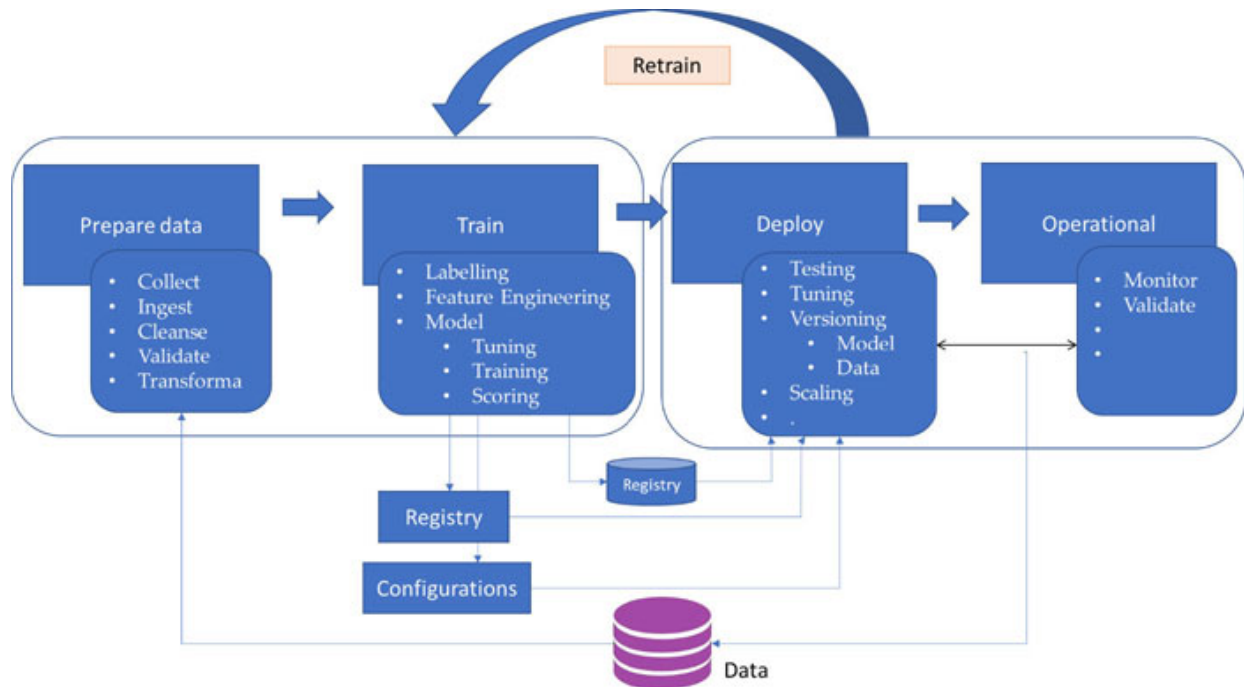 Retrain
Prepare data
• Collect
• Ingest
• Cleanse
• Validate
• Transforma
Train
• Labelling
• Feature Engineering
• Model
• Tuning
• Training
• Scoring
Deploy
• Testing
• Tuning
• Versioning
• Model
• Data
• Scaling
• .
Operational
• Monitor
• Validate
•
•
Registry
Registry
Configurations
Data